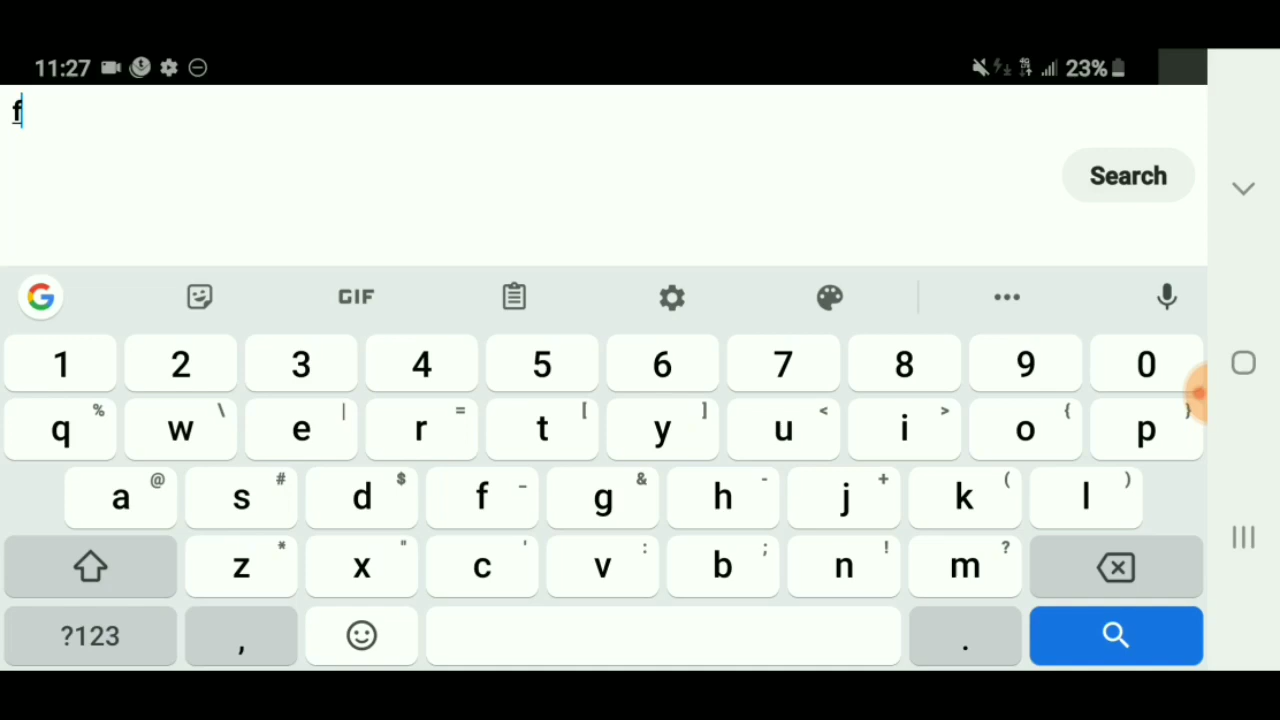 11:27 23%
f
Search
G GIF
1 2 3 4 5 6 7 8 9 0
% \ | = [ ] < > { }
q w e r t y u i o p
@ # $ _ & - + ( )
a s d f g h j k l
* " ' : ; ! ?
z x c v b n m
?123 , .